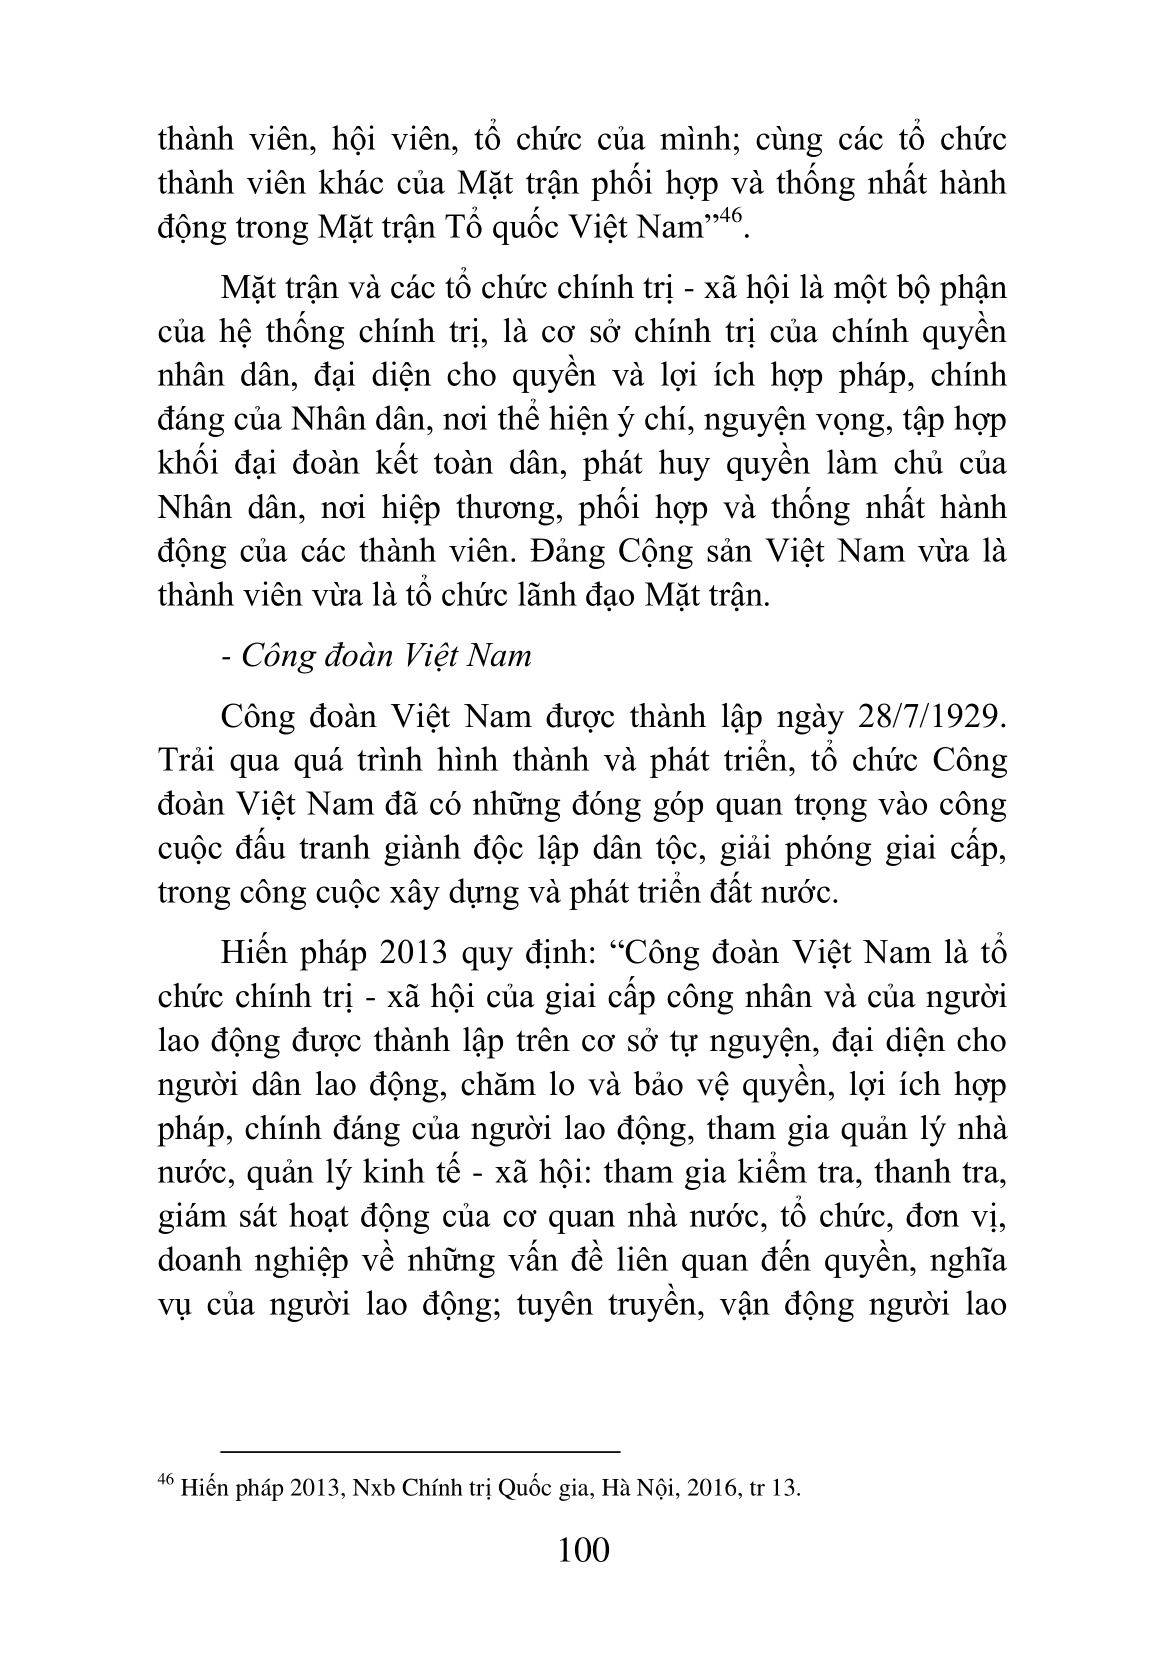 thành viên, hội viên, tổ chức của mình; cùng các tổ chức
thành viên khác của Mặt trận phối hợp và thống nhất hành
động trong Mặt trận Tổ quốc Việt Nam”46.
Mặt trận và các tổ chức chính trị - xã hội là một bộ phận
của hệ thống chính trị, là cơ sở chính trị của chính quyền
nhân dân, đại diện cho quyền và lợi ích hợp pháp, chính
đáng của Nhân dân, nơi thể hiện ý chí, nguyện vọng, tập hợp
khối đại đoàn kết toàn dân, phát huy quyền làm chủ của
Nhân dân, nơi hiệp thương, phối hợp và thống nhất hành
động của các thành viên. Đảng Cộng sản Việt Nam vừa là
thành viên vừa là tổ chức lãnh đạo Mặt trận.
- Công đoàn Việt Nam
Công đoàn Việt Nam được thành lập ngày 28/7/1929.
Trải qua quá trình hình thành và phát triển, tổ chức Công
đoàn Việt Nam đã có những đóng góp quan trọng vào công
cuộc đấu tranh giành độc lập dân tộc, giải phóng giai cấp,
trong công cuộc xây dựng và phát triển đất nước.
Hiến pháp 2013 quy định: “Công đoàn Việt Nam là tổ
chức chính trị - xã hội của giai cấp công nhân và của người
lao động được thành lập trên cơ sở tự nguyện, đại diện cho
người dân lao động, chăm lo và bảo vệ quyền, lợi ích hợp
pháp, chính đáng của người lao động, tham gia quản lý nhà
nước, quản lý kinh tế - xã hội: tham gia kiểm tra, thanh tra,
giám sát hoạt động của cơ quan nhà nước, tổ chức, đơn vị,
doanh nghiệp về những vấn đề liên quan đến quyền, nghĩa
vụ của người lao động; tuyên truyền, vận động người lao
46 Hiến pháp 2013, Nxb Chính trị Quốc gia, Hà Nội, 2016, tr 13.
100